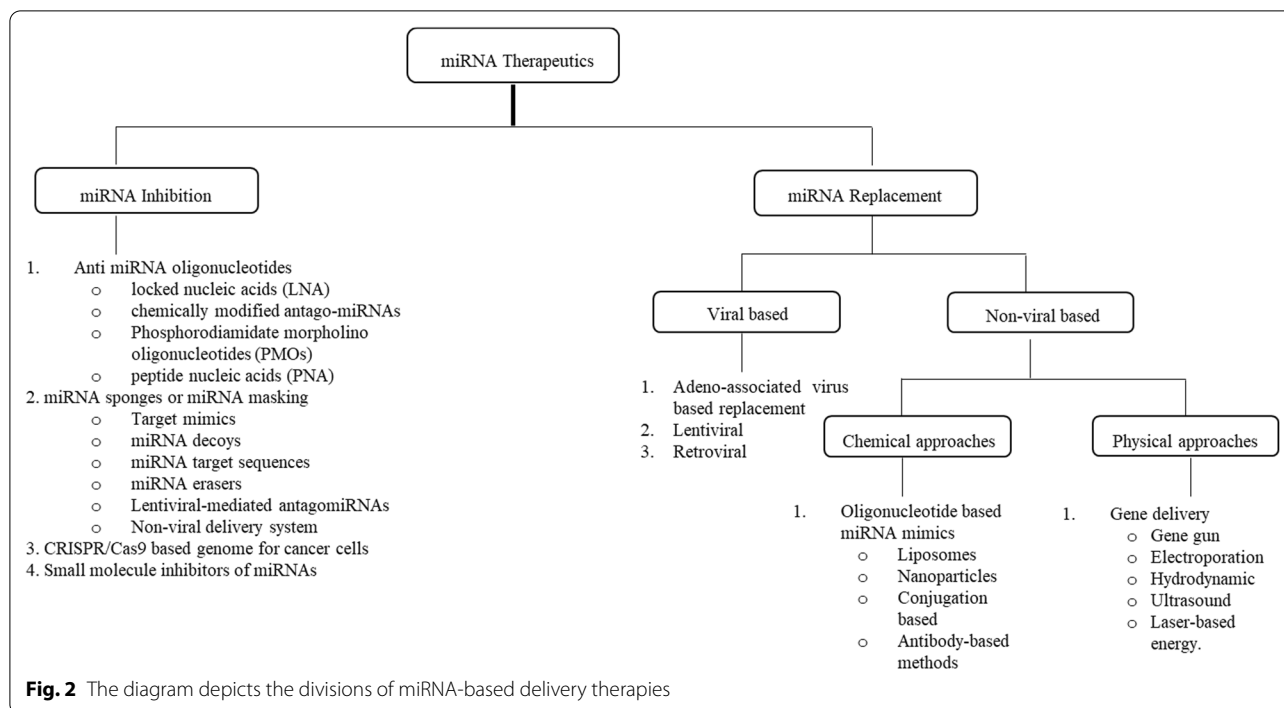 miRNA Therapeutics
miRNA Inhibition
1. Anti miRNA oligonucleotides
o locked nucleic acids (LNA)
o chemically modified antago-miRNAs
o Phosphorodiamidate morpholino
oligonucleotides (PMOs)
o peptide nucleic acids (PNA)
2. miRNA sponges or miRNA masking
o Target mimics
o miRNA decoys
o miRNA target sequences
o miRNA erasers
o Lentiviral-mediated antagomiRNAs
o Non-viral delivery system
3. CRISPR/Cas9 based genome for cancer cells
4. Small molecule inhibitors of miRNAs
miRNA Replacement
Viral based
1. Adeno-associated virus
based replacement
2. Lentiviral
3. Retroviral
Non-viral based
Chemical approaches
1. Oligonucleotide based
miRNA mimics
o Liposomes
o Nanoparticles
o Conjugation
based
o Antibody-based
methods
Physical approaches
1. Gene delivery
o Gene gun
o Electroporation
o Hydrodynamic
o Ultrasound
o Laser-based
energy.
Fig. 2 The diagram depicts the divisions of miRNA-based delivery therapies